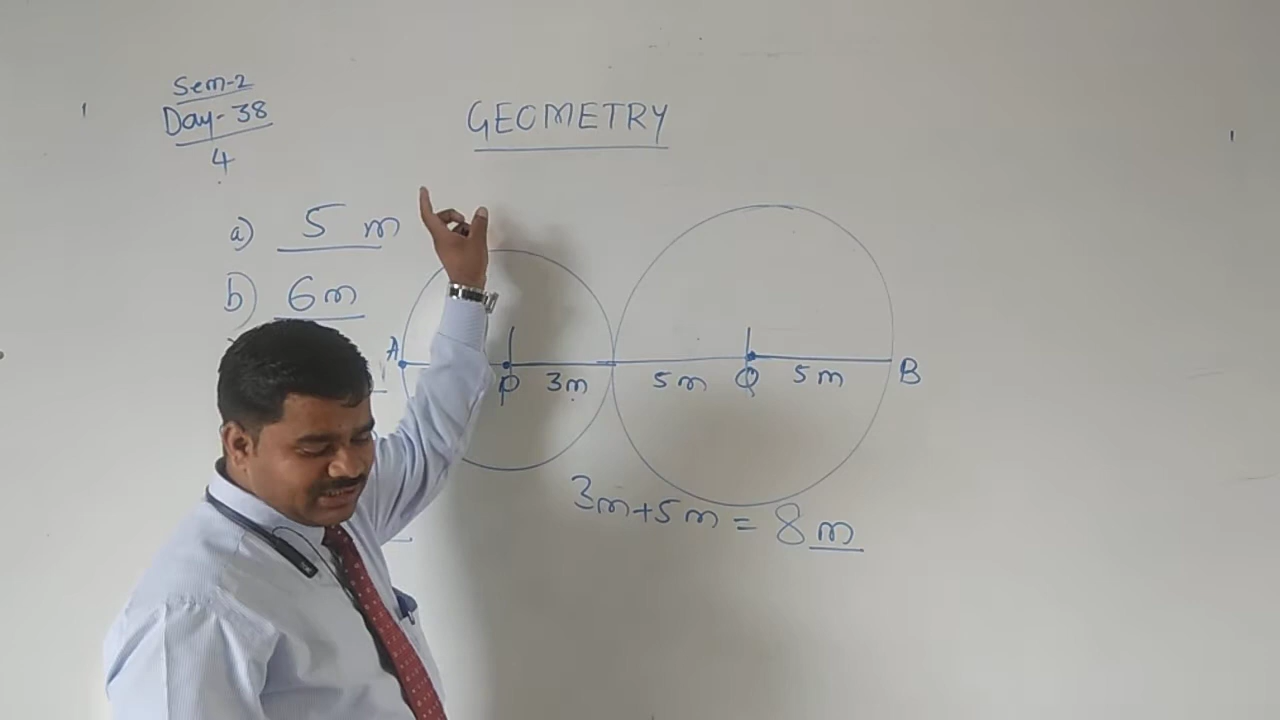 Sem-2
Day-38
4
GEOMETRY
a) 5 m
b) 6m
A P 3m 5m Q 5m B
3m+5m = 8m